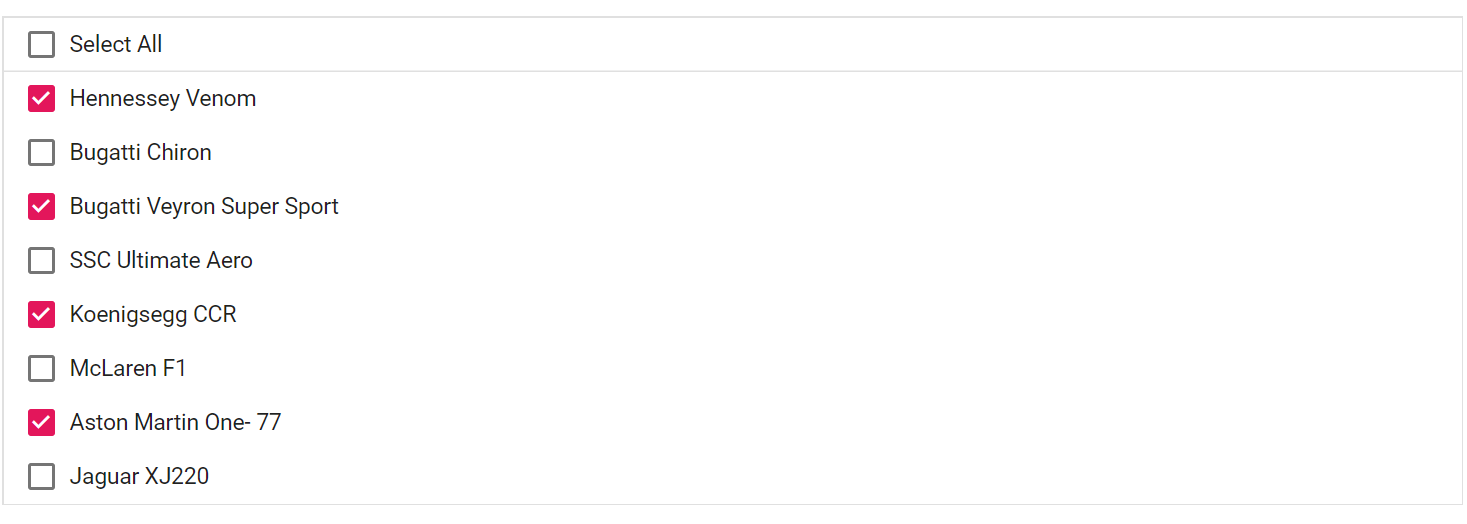 Select All
Hennessey Venom
Bugatti Chiron
Bugatti Veyron Super Sport
SSC Ultimate Aero
Koenigsegg CCR
McLaren F1
Aston Martin One- 77
Jaguar XJ220